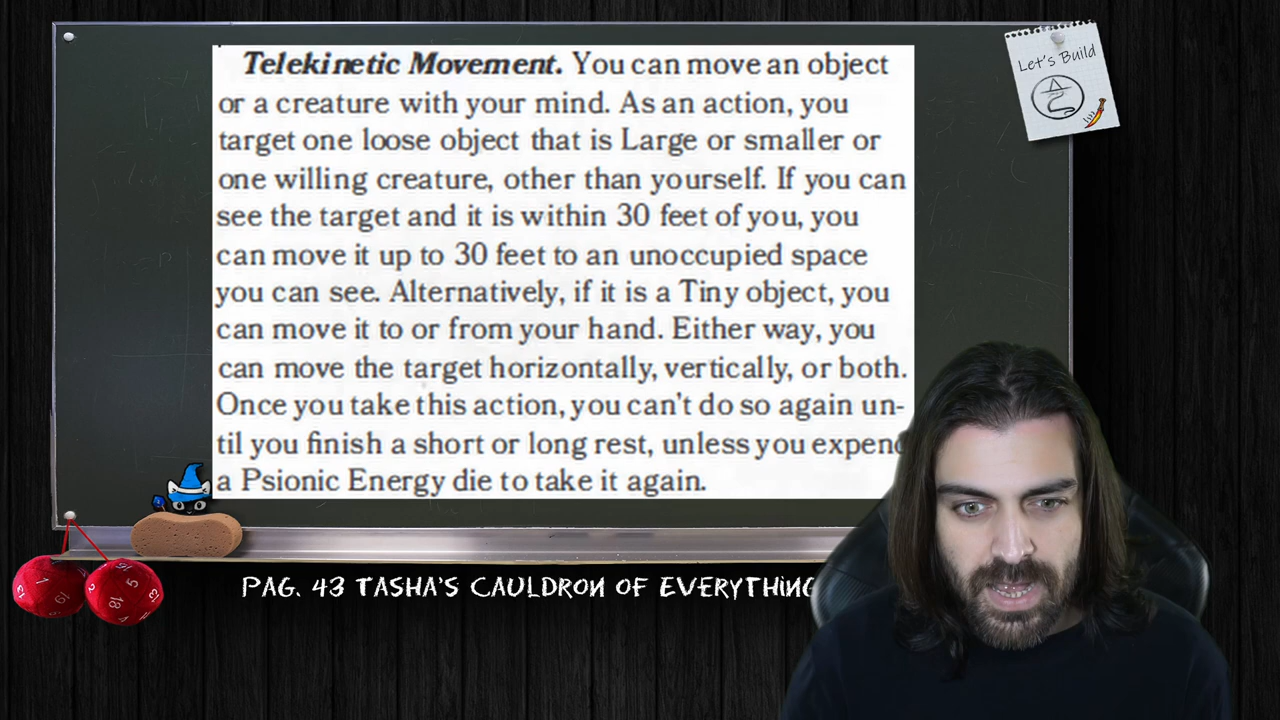 Telekinetic Movement. You can move an object
or a creature with your mind. As an action, you
target one loose object that is Large or smaller or
one willing creature, other than yourself. If you can
see the target and it is within 30 feet of you, you
can move it up to 30 feet to an unoccupied space
you can see. Alternatively, if it is a Tiny object, you
can move it to or from your hand. Either way, you
can move the target horizontally, vertically, or both.
Once you take this action, you can't do so again un-
til you finish a short or long rest, unless you expend
a Psionic Energy die to take it again.
Let's Build
PAG. 43 TASHA'S CAULDRON OF EVERYTHING